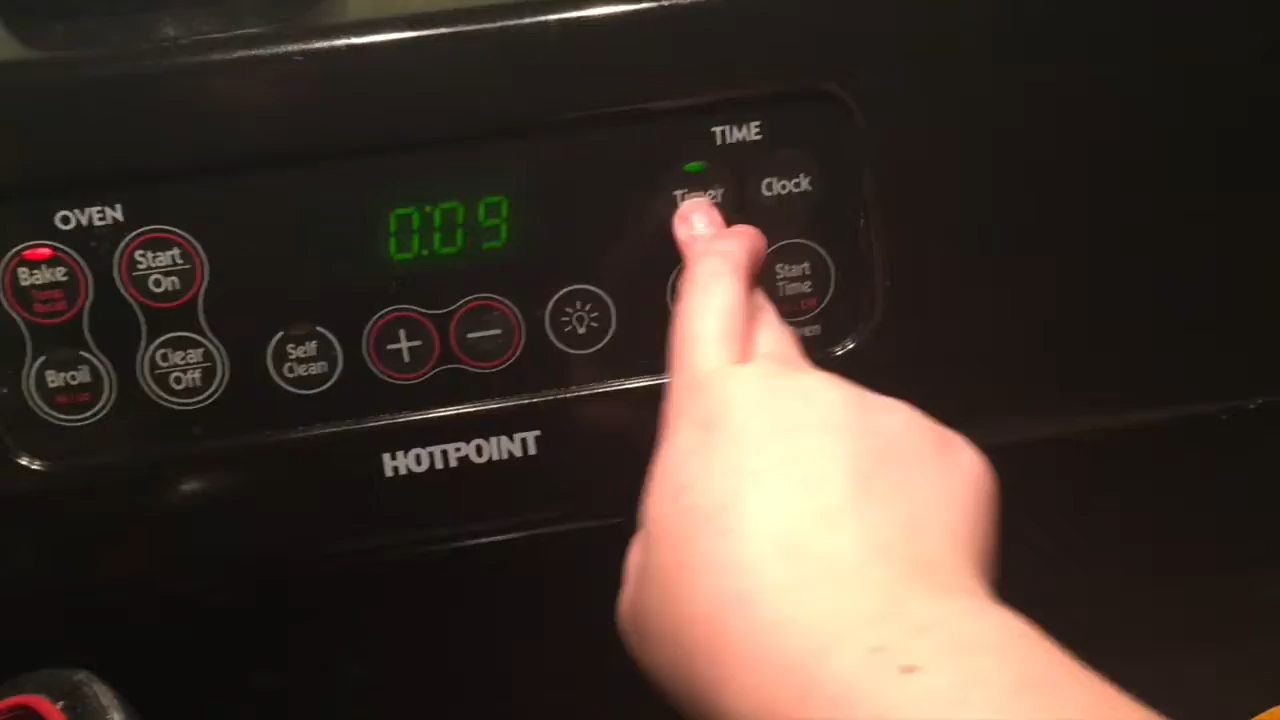 TIME
Timer
Clock
OVEN
0:09
Bake
Start
On
Start
Time
Self
Clean
+
−
Broil
Clear
Off
HOTPOINT